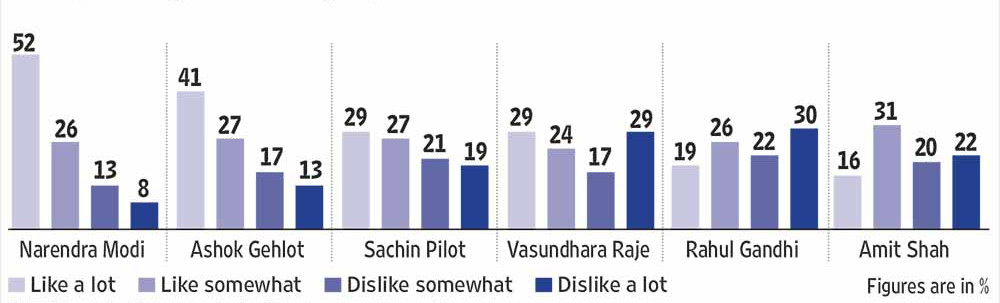 52 26 13 8 41 27 17 13 29 27 21 19 29 24 17 29 19 26 22 30 16 31 20 22
Narendra Modi Ashok Gehlot Sachin Pilot Vasundhara Raje Rahul Gandhi Amit Shah
Like a lot Like somewhat Dislike somewhat Dislike a lot Figures are in %